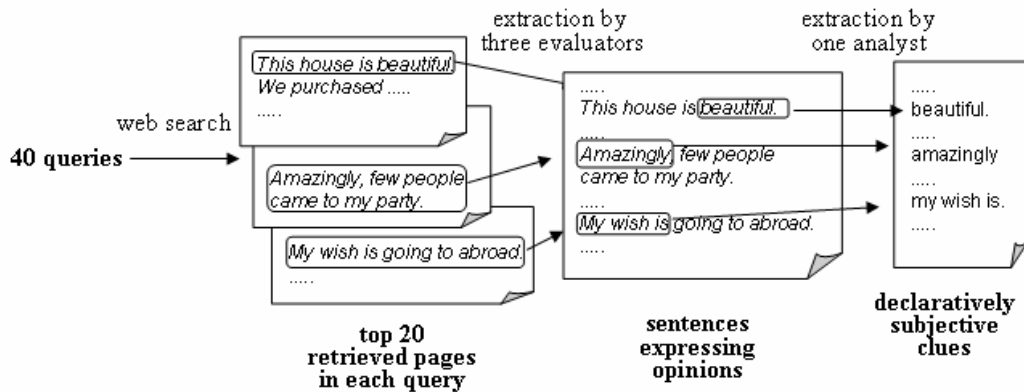 40 queries
web search
This house is beautiful.
We purchased .....
.....
Amazingly, few people
came to my party.
My wish is going to abroad.
.....
top 20
retrieved pages
in each query
extraction by
three evaluators
.....
This house is beautiful.
.....
Amazingly, few people
came to my party.
.....
My wish is going to abroad.
.....
sentences
expressing
opinions
extraction by
one analyst
.....
beautiful.
.....
amazingly
.....
my wish is.
.....
declaratively
subjective
clues